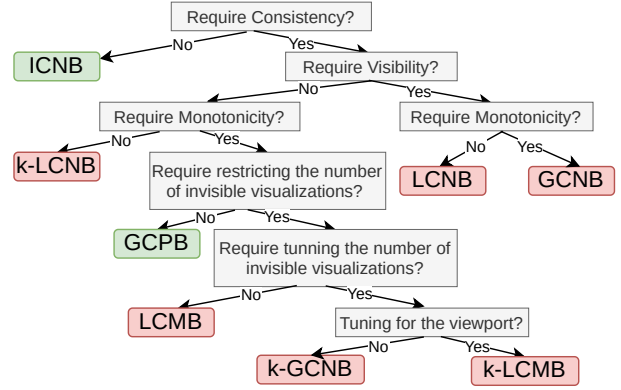 Require Consistency?
No
Yes
ICNB
Require Visibility?
No
Yes
Require Monotonicity?
Require Monotonicity?
No
Yes
No
Yes
k-LCNB
Require restricting the number
of invisible visualizations?
LCNB
GCNB
No
Yes
GCPB
Require tunning the number of
invisible visualizations?
No
Yes
LCMB
Tuning for the viewport?
No
Yes
k-GCNB
k-LCMB